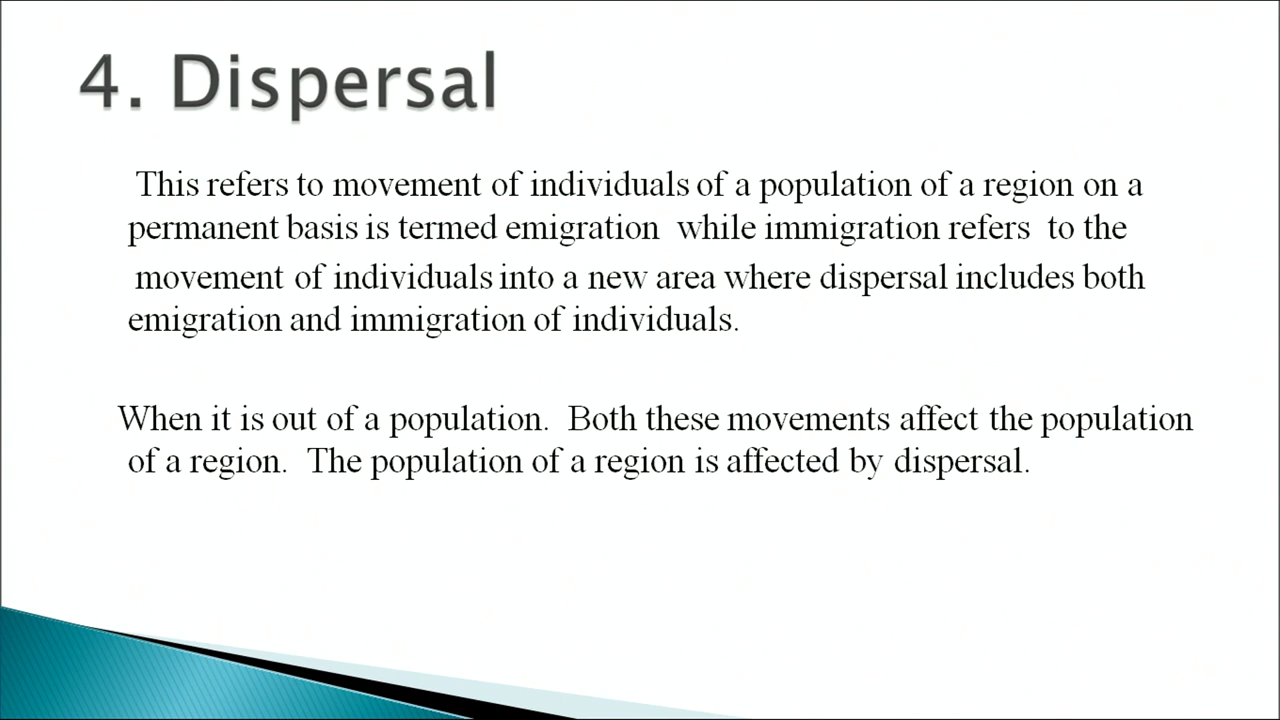 4. Dispersal
This refers to movement of individuals of a population of a region on a
permanent basis is termed emigration while immigration refers to the
movement of individuals into a new area where dispersal includes both
emigration and immigration of individuals.
When it is out of a population. Both these movements affect the population
of a region. The population of a region is affected by dispersal.